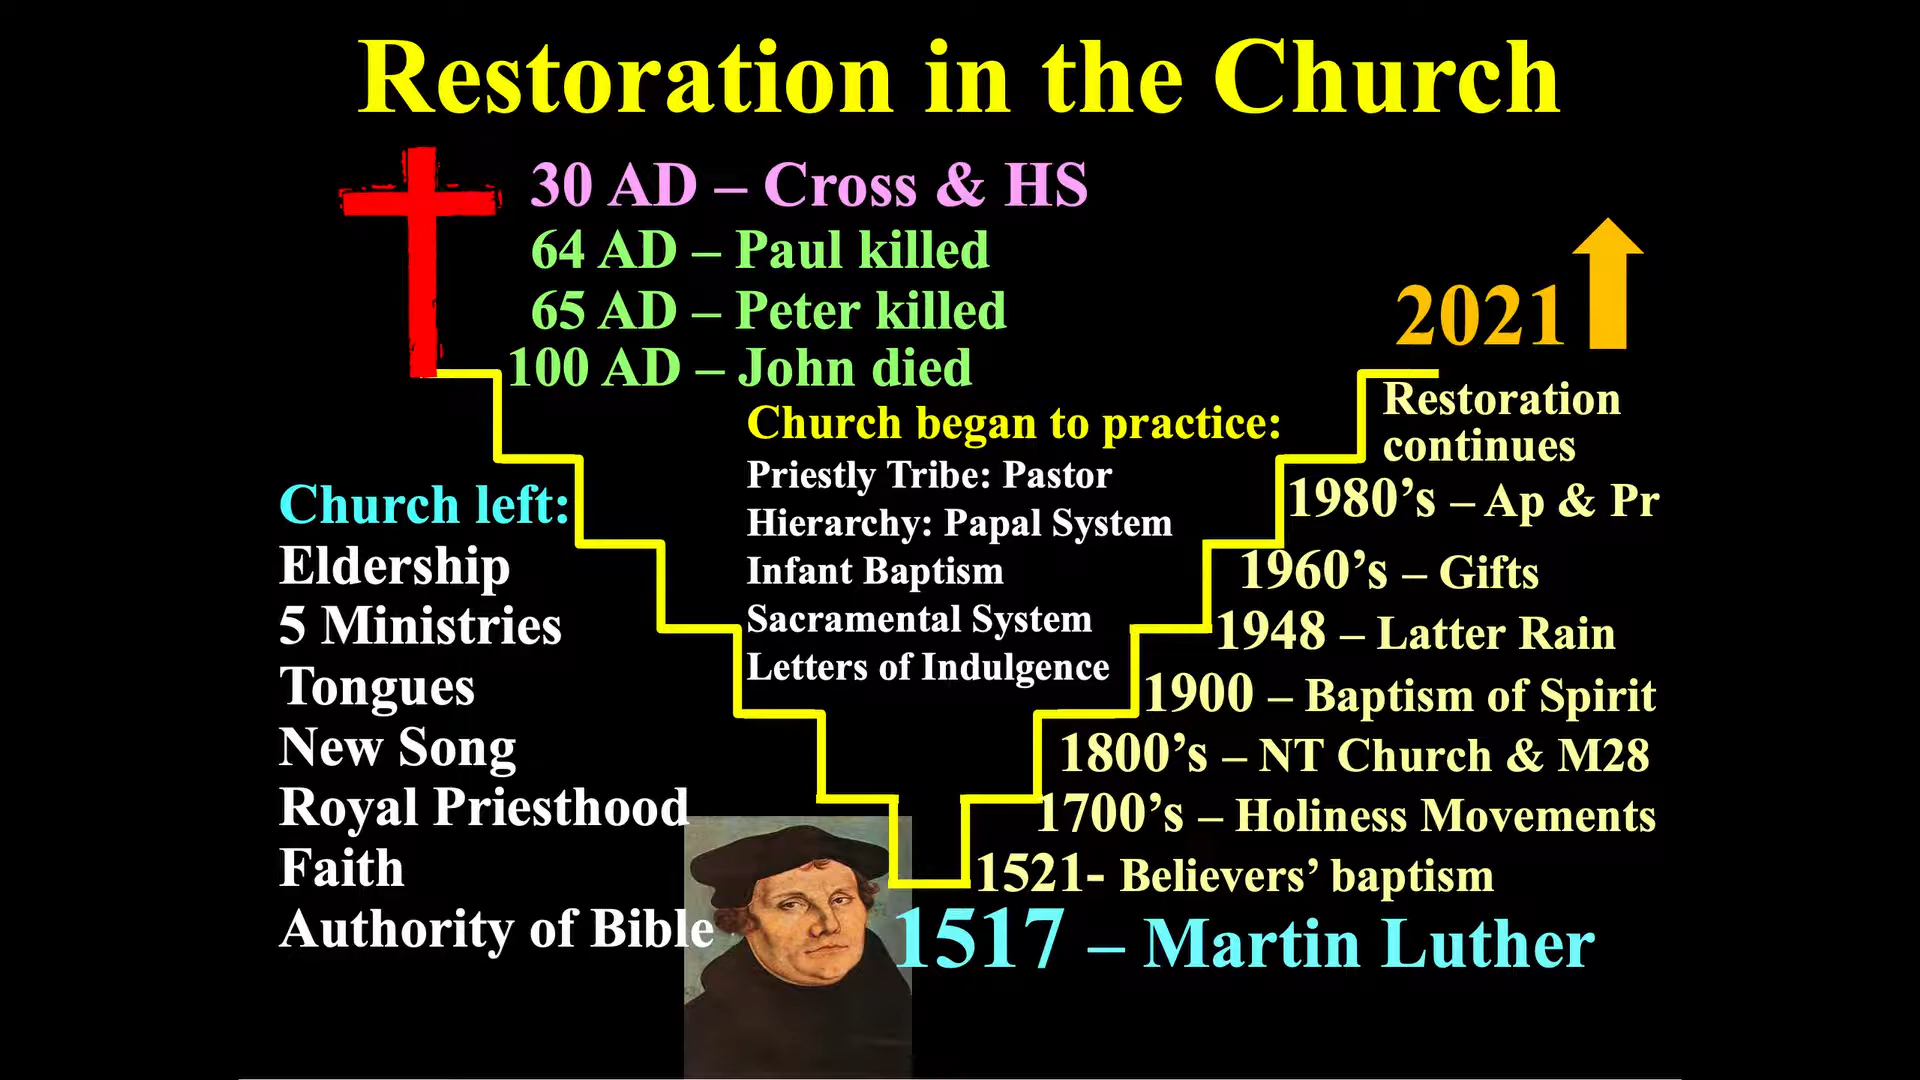 Restoration in the Church
30 AD – Cross & HS
64 AD – Paul killed
65 AD – Peter killed
100 AD – John died
Church left:
Eldership
5 Ministries
Tongues
New Song
Royal Priesthood
Faith
Authority of Bible
Church began to practice:
Priestly Tribe: Pastor
Hierarchy: Papal System
Infant Baptism
Sacramental System
Letters of Indulgence
2021
Restoration
continues
1980’s – Ap & Pr
1960’s – Gifts
1948 – Latter Rain
1900 – Baptism of Spirit
1800’s – NT Church & M28
1700’s – Holiness Movements
1521- Believers’ baptism
1517 – Martin Luther